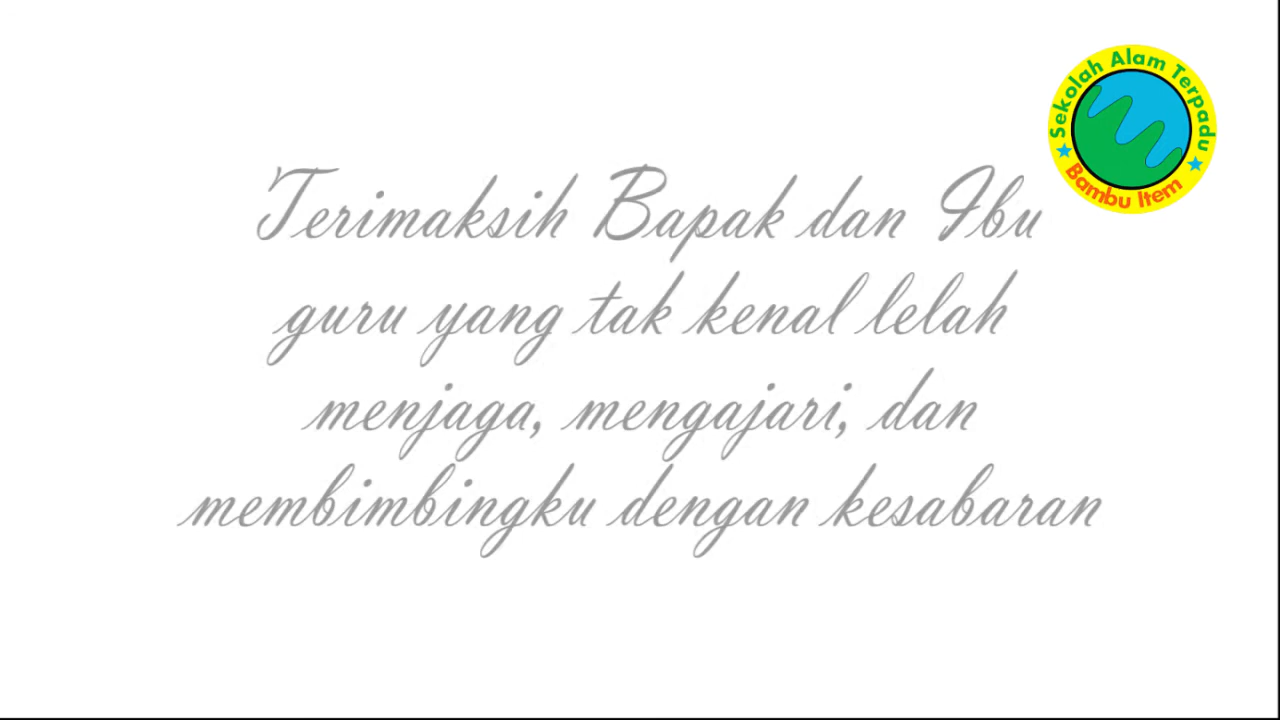 Sekolah Alam Terpadu
Bambu Item
Terimaksih Bapak dan Ibu
guru yang tak kenal lelah
menjaga, mengajari, dan
membimbingku dengan kesabaran